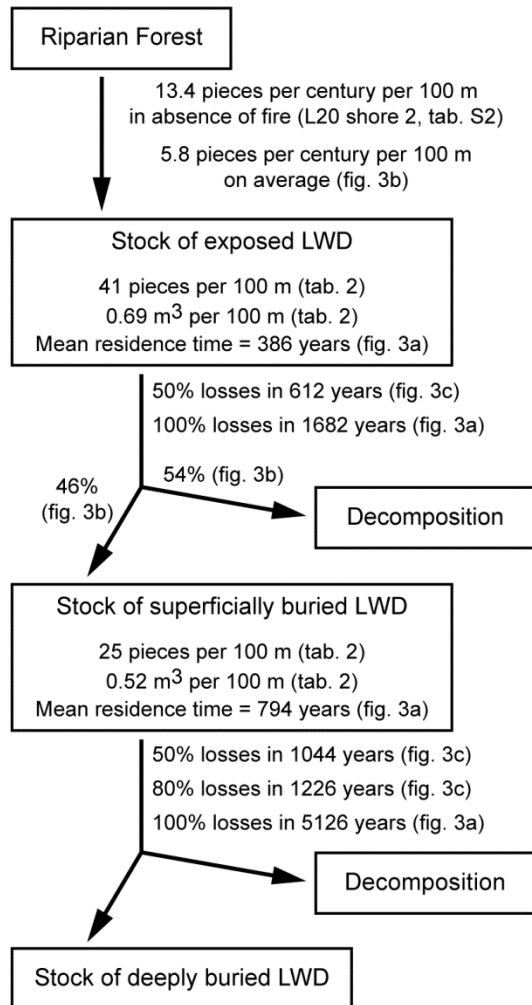 Riparian Forest
13.4 pieces per century per 100 m
in absence of fire (L20 shore 2, tab. S2)
5.8 pieces per century per 100 m
on average (fig. 3b)
Stock of exposed LWD
41 pieces per 100 m (tab. 2)
0.69 m³ per 100 m (tab. 2)
Mean residence time = 386 years (fig. 3a)
50% losses in 612 years (fig. 3c)
100% losses in 1682 years (fig. 3a)
46%
(fig. 3b)
54% (fig. 3b)
Decomposition
Stock of superficially buried LWD
25 pieces per 100 m (tab. 2)
0.52 m³ per 100 m (tab. 2)
Mean residence time = 794 years (fig. 3a)
50% losses in 1044 years (fig. 3c)
80% losses in 1226 years (fig. 3c)
100% losses in 5126 years (fig. 3a)
Decomposition
Stock of deeply buried LWD